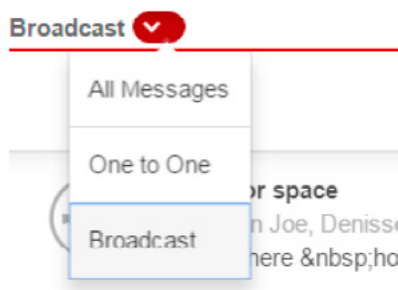 Broadcast
All Messages
One to One
or space
Broadcast
n Joe, Denisse
here &nbsp;ho